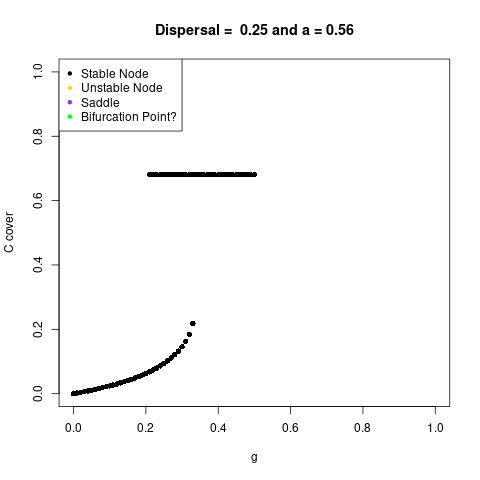 Dispersal =  0.25 and a = 0.56
Stable Node
Unstable Node
Saddle
Bifurcation Point?
C cover
1.0
0.8
0.6
0.4
0.2
0.0
0.0 0.2 0.4 0.6 0.8 1.0
g